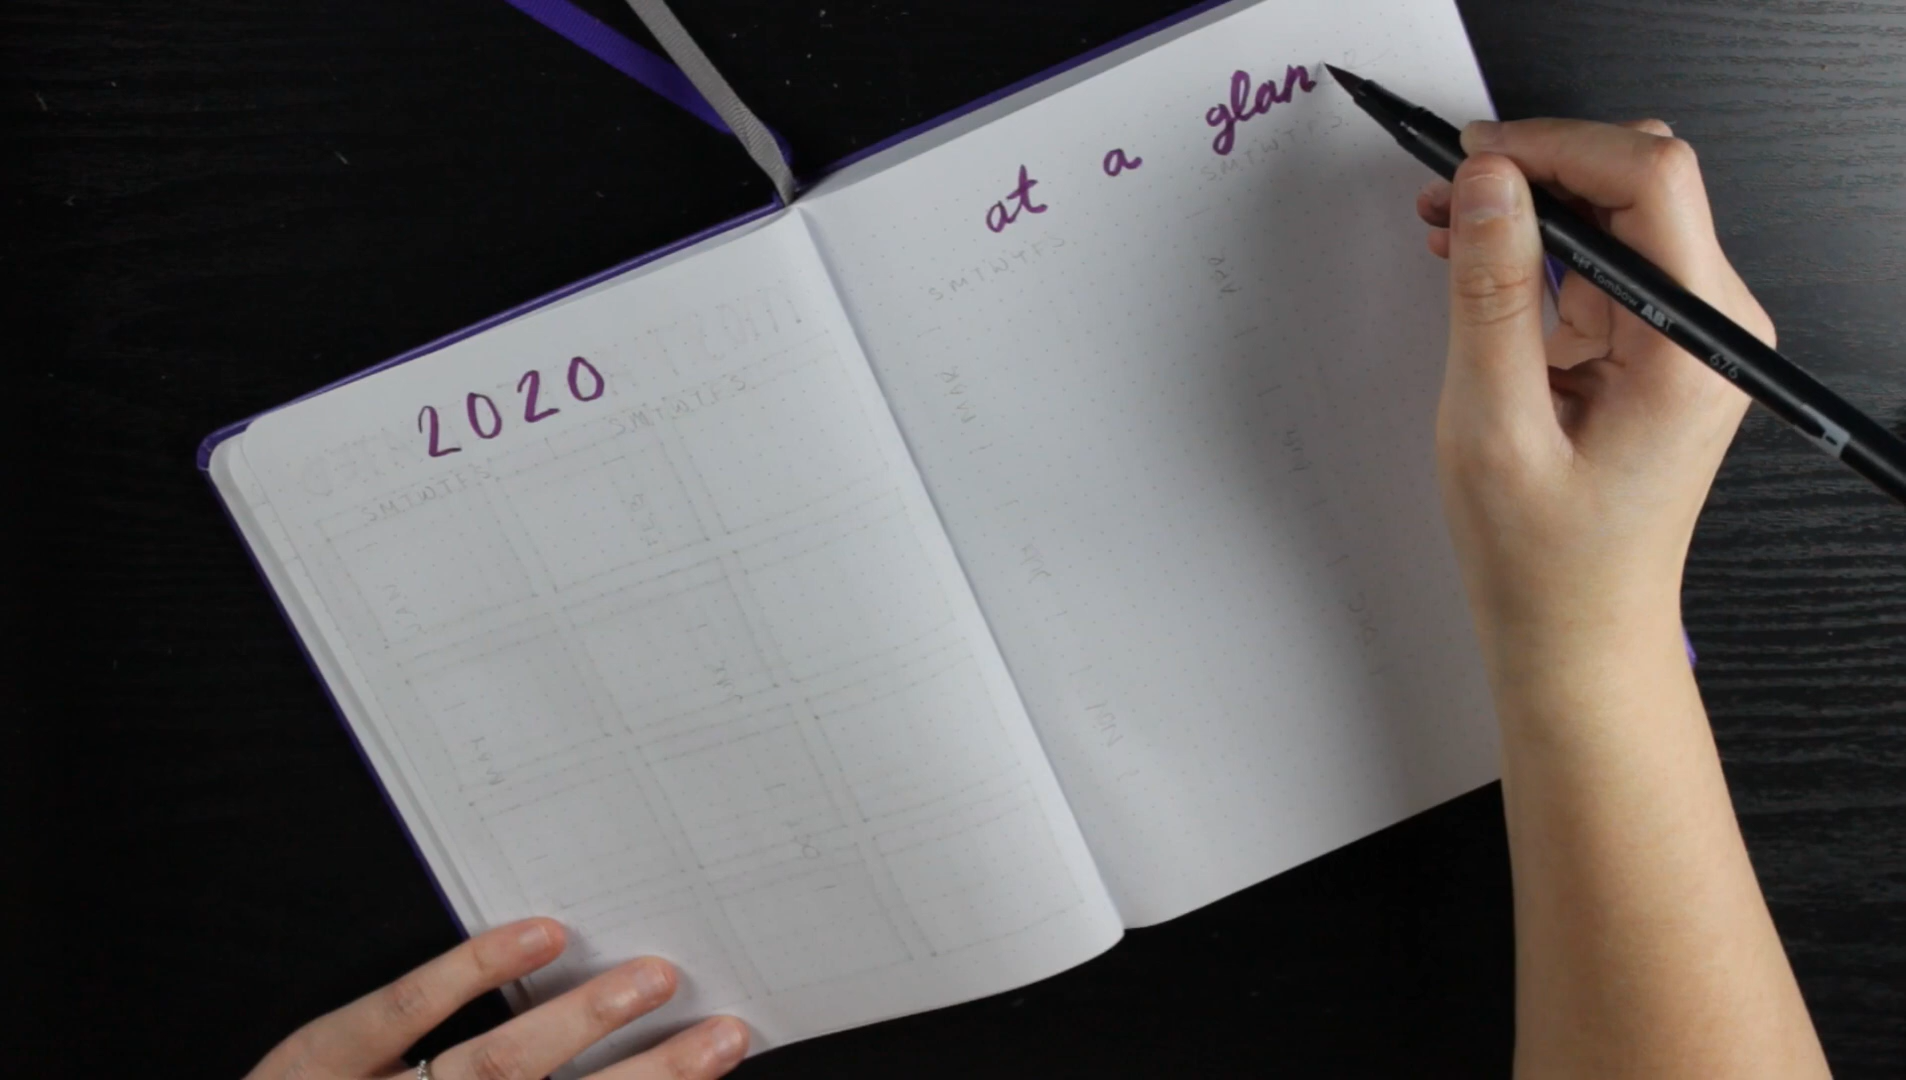 2020
at a glan
SMTWTFS
SMTWTFS
SMTWTFS
SMTWTFS
JAN
FEB
MAR
APR
MAY
JUN
JUL
AUG
OCT
NOV
DEC
Tombow ABT
676